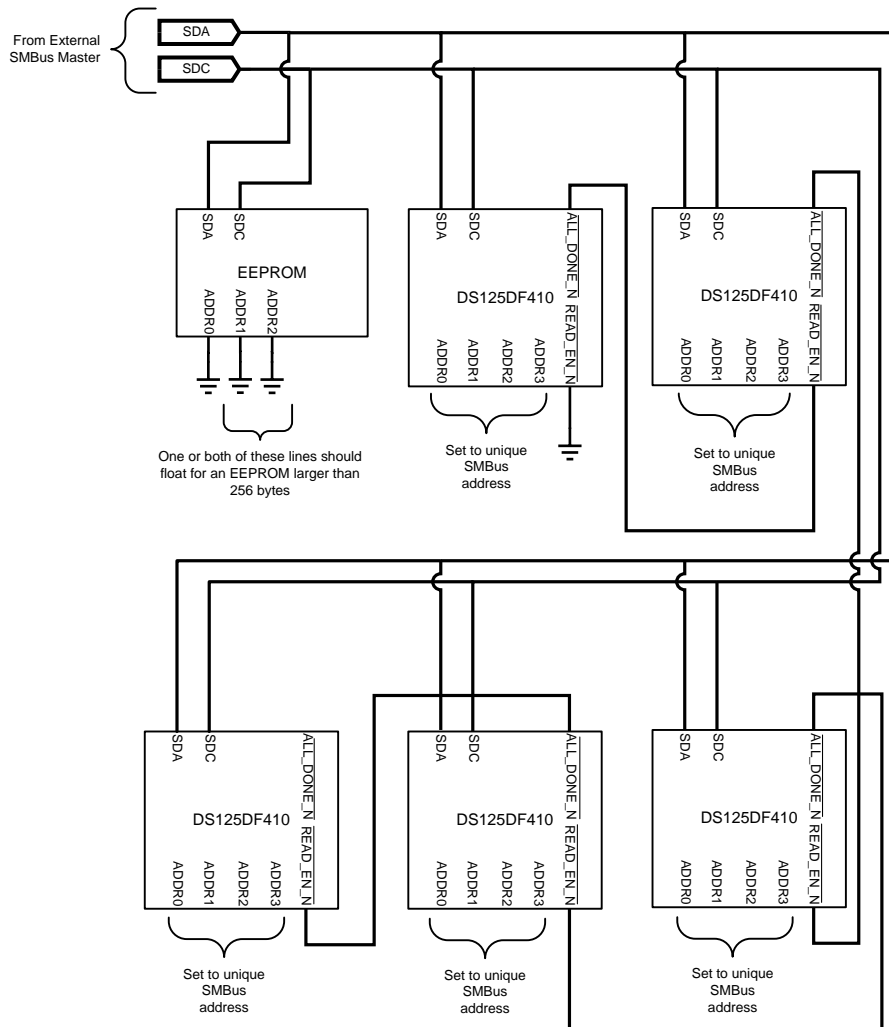 From External
SMBus Master
SDA
SDC
SDA
SDC
EEPROM
ADDR0
ADDR1
ADDR2
One or both of these lines should
float for an EEPROM larger than
256 bytes
SDA
SDC
ALL_DONE_N
DS125DF410
READ_EN_N
ADDR0
ADDR1
ADDR2
ADDR3
Set to unique
SMBus
address
SDA
SDC
ALL_DONE_N
DS125DF410
READ_EN_N
ADDR0
ADDR1
ADDR2
ADDR3
Set to unique
SMBus
address
SDA
SDC
ALL_DONE_N
DS125DF410
READ_EN_N
ADDR0
ADDR1
ADDR2
ADDR3
Set to unique
SMBus
address
SDA
SDC
ALL_DONE_N
DS125DF410
READ_EN_N
ADDR0
ADDR1
ADDR2
ADDR3
Set to unique
SMBus
address
SDA
SDC
ALL_DONE_N
DS125DF410
READ_EN_N
ADDR0
ADDR1
ADDR2
ADDR3
Set to unique
SMBus
address